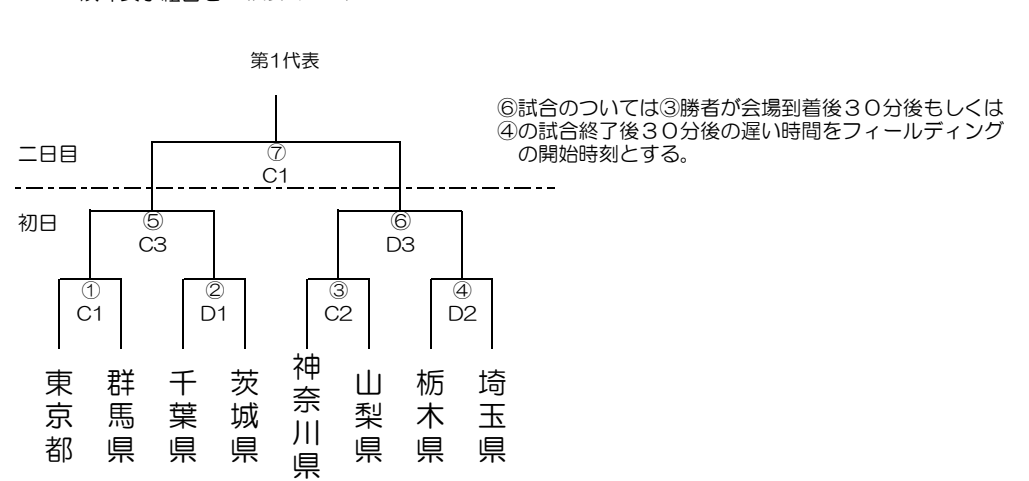 第1代表
⑥試合のついては③勝者が会場到着後３０分後もしくは
④の試合終了後３０分後の遅い時間をフィールディング
の開始時刻とする。
二日目
⑦
C1
初日
⑤
C3
⑥
D3
①
C1
②
D1
③
C2
④
D2
東京都
群馬県
千葉県
茨城県
神奈川県
山梨県
栃木県
埼玉県